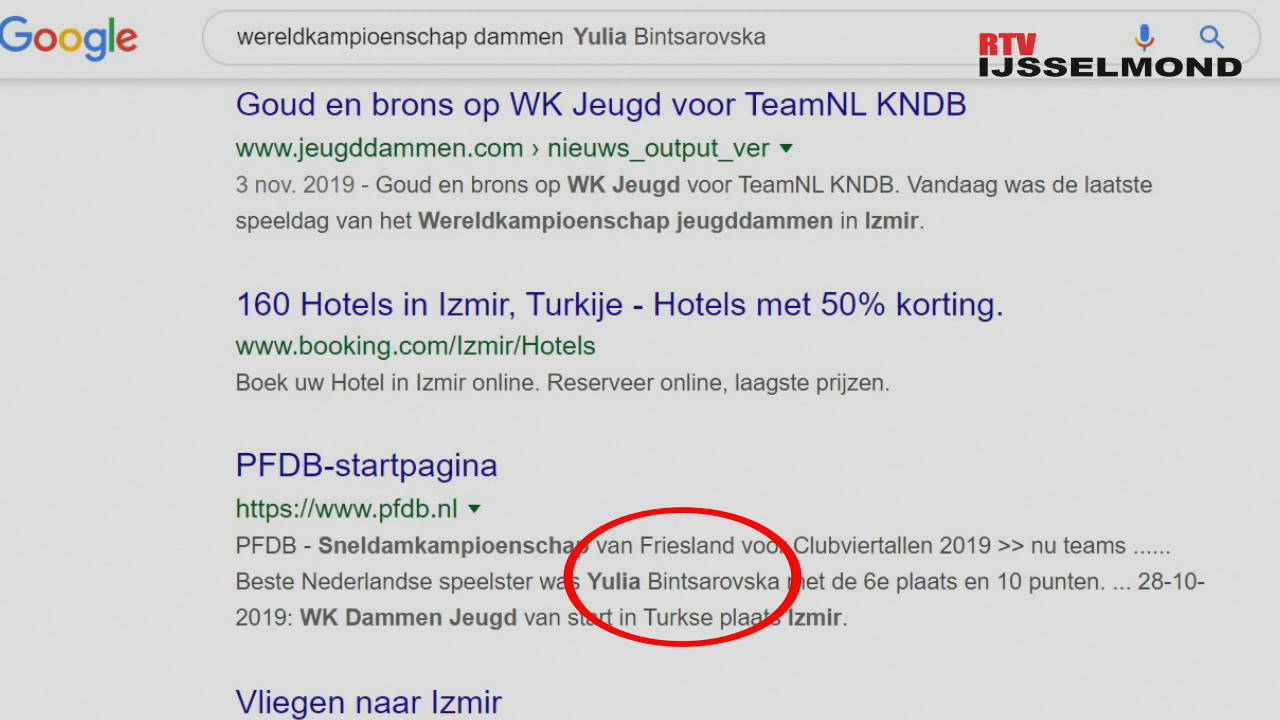 Google
wereldkampioenschap dammen Yulia Bintsarovska
RTV
IJSSELMOND
Goud en brons op WK Jeugd voor TeamNL KNDB
www.jeugddammen.com › nieuws_output_ver
3 nov. 2019 - Goud en brons op WK Jeugd voor TeamNL KNDB. Vandaag was de laatste
speeldag van het Wereldkampioenschap jeugddammen in Izmir.
160 Hotels in Izmir, Turkije - Hotels met 50% korting.
www.booking.com/Izmir/Hotels
Boek uw Hotel in Izmir online. Reserveer online, laagste prijzen.
PFDB-startpagina
https://www.pfdb.nl
PFDB - Sneldamkampioenschap van Friesland voor Clubviertallen 2019 >> nu teams ......
Beste Nederlandse speelster was Yulia Bintsarovska met de 6e plaats en 10 punten. ... 28-10-
2019: WK Dammen Jeugd van start in Turkse plaats Izmir.
Vliegen naar Izmir